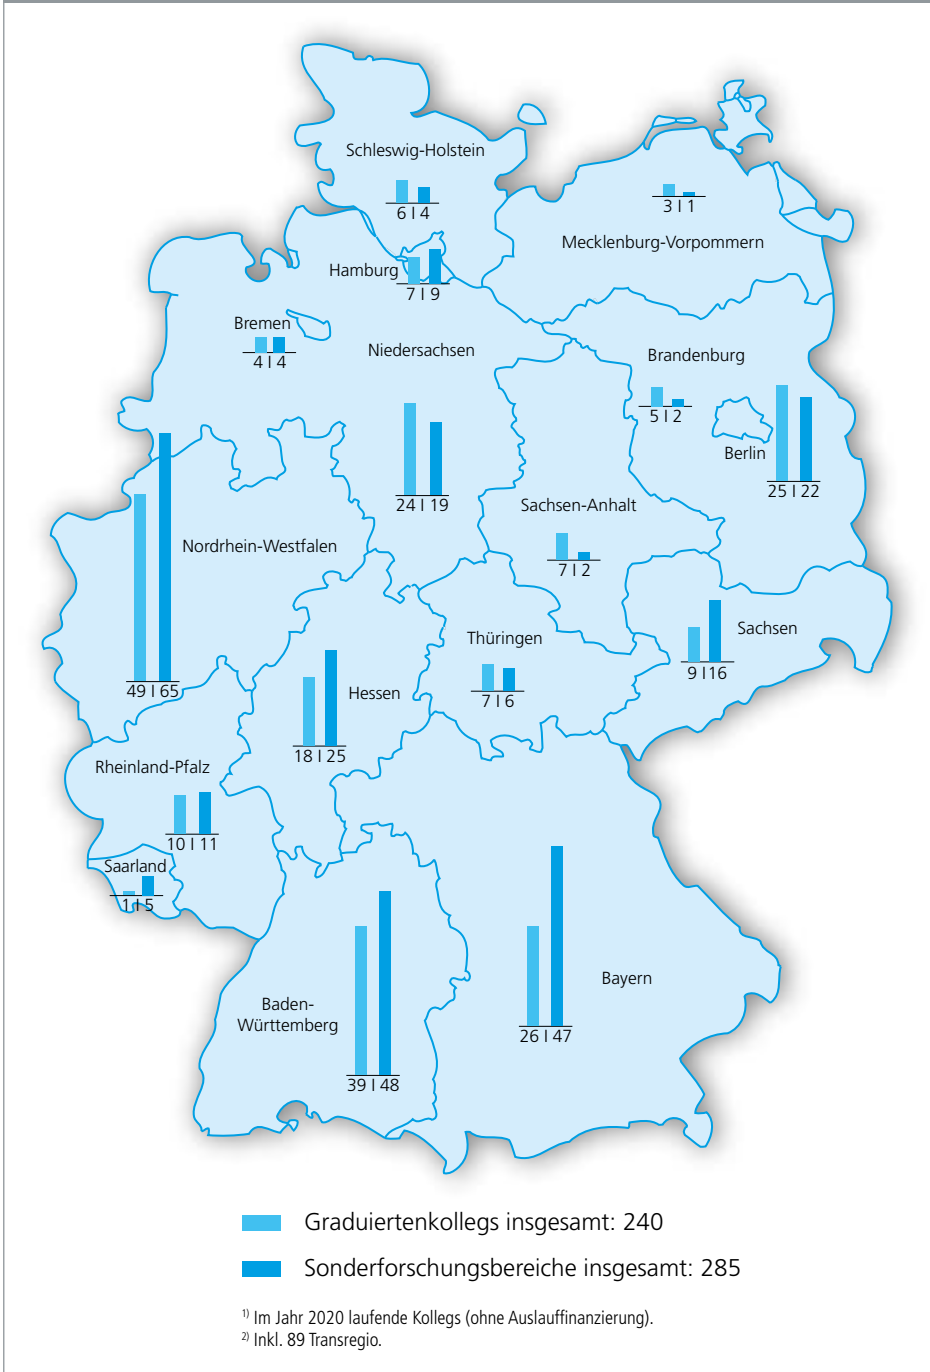 Schleswig-Holstein
6 I 4
3 I 1
Mecklenburg-Vorpommern
Hamburg
7 I 9
Bremen
4 I 4
Niedersachsen
24 I 19
Brandenburg
5 I 2
Berlin
25 I 22
Sachsen-Anhalt
7 I 2
Nordrhein-Westfalen
49 I 65
Sachsen
9 I 16
Thüringen
7 I 6
Hessen
18 I 25
Rheinland-Pfalz
10 I 11
Saarland
1 I 5
Bayern
26 I 47
Baden-
Württemberg
39 I 48
Graduiertenkollegs insgesamt: 240
Sonderforschungsbereiche insgesamt: 285
1) Im Jahr 2020 laufende Kollegs (ohne Auslauffinanzierung).
2) Inkl. 89 Transregio.